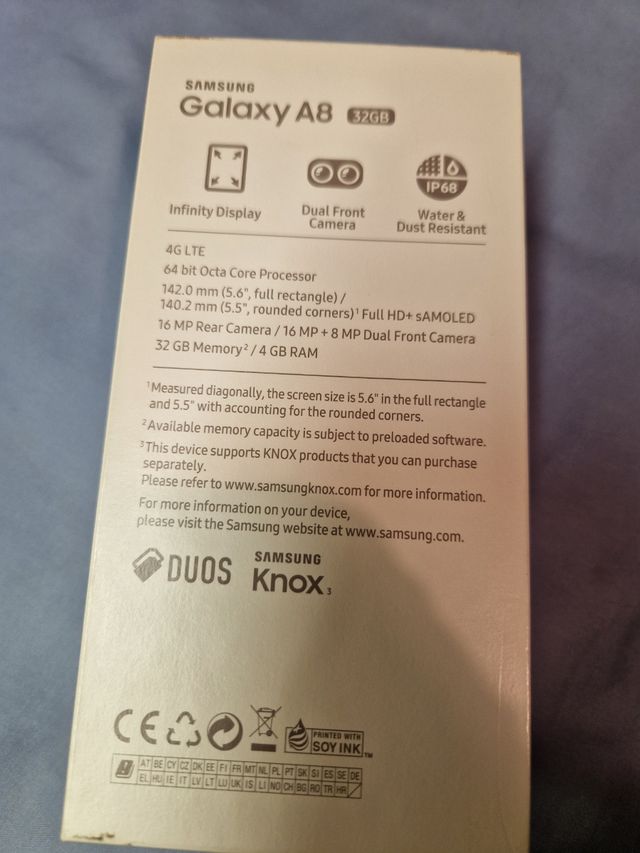 SAMSUNG
Galaxy A8 32GB
IP68
Infinity Display
Dual Front
Camera
Water &
Dust Resistant
4G LTE
64 bit Octa Core Processor
142.0 mm (5.6", full rectangle) /
140.2 mm (5.5", rounded corners)¹ Full HD+ sAMOLED
16 MP Rear Camera / 16 MP + 8 MP Dual Front Camera
32 GB Memory² / 4 GB RAM
¹Measured diagonally, the screen size is 5.6" in the full rectangle
and 5.5" with accounting for the rounded corners.
²Available memory capacity is subject to preloaded software.
³This device supports KNOX products that you can purchase
separately.
Please refer to www.samsungknox.com for more information.
For more information on your device,
please visit the Samsung website at www.samsung.com.
DUOS
SAMSUNG
Knox₃
CE
PRINTED WITH
SOY INK™
AT BE CY CZ DK EE FI FR MT NL PL PT SK SI ES SE DE
EL HU IE IT LV LT LU UK IS LI NO CH BG RO TR HR